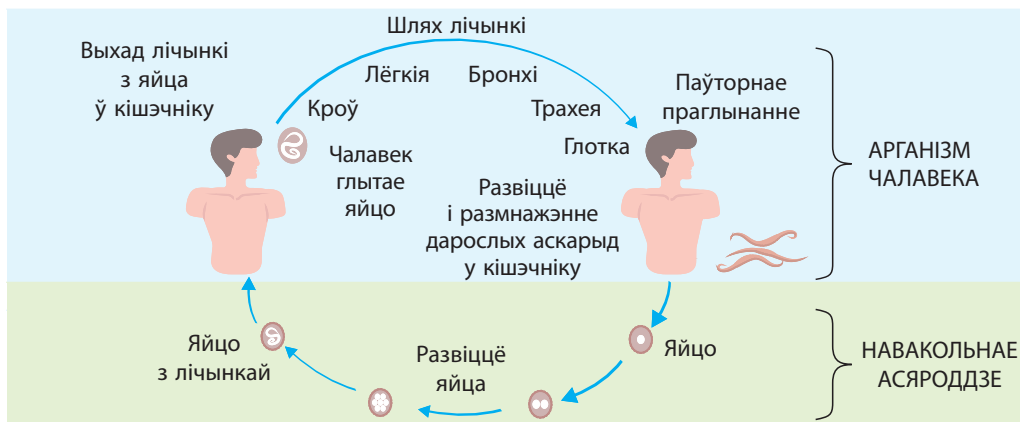 Шлях лічынкі
Выхад лічынкі
з яйца
ў кішэчніку
Лёгкія
Бронхі
Кроў
Трахея
Глотка
Паўторнае
праглынанне
Чалавек
глытае
яйцо
Развіццё
і размнажэнне
дарослых аскарыд
у кішэчніку
АРГАНІЗМ
ЧАЛАВЕКА
Яйцо
з лічынкай
Развіццё
яйца
Яйцо
НАВАКОЛЬНАЕ
АСЯРОДДЗЕ